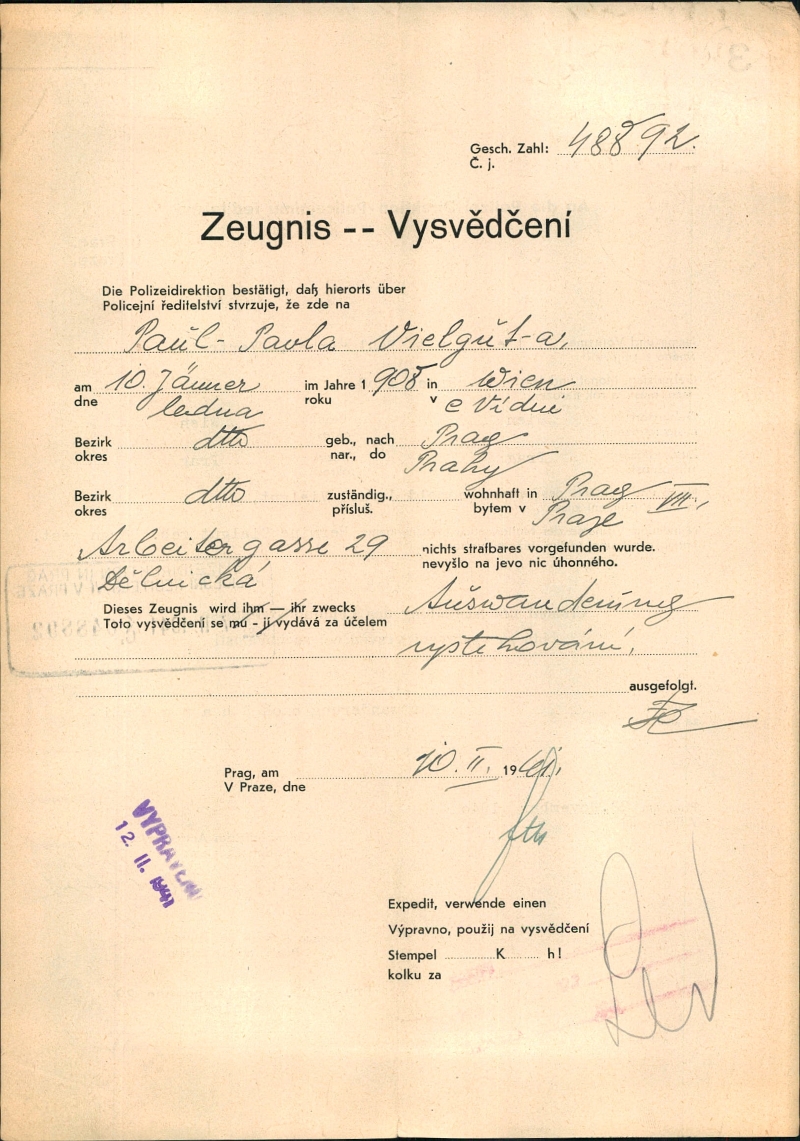 Gesch. Zahl: 48892.
Č. j.
Zeugnis -- Vysvědčení
Die Polizeidirektion bestätigt, daß hierorts über
Policejní ředitelství stvrzuje, že zde na
Paul- Pavla Vielgut-a,
am 10. Jänner im Jahre 1908 in Wien
dne ledna roku v e Vídni
Bezirk dtto geb., nach Prag
okres nar., do Prahy
Bezirk dtto zuständig., wohnhaft in Prag VII,
okres přísluš. bytem v Praze
Arbeitergasse 29 nichts strafbares vorgefunden wurde.
Dělnická nevyšlo na jevo nic úhonného.
Dieses Zeugnis wird ihm — ihr zwecks Auswanderung
Toto vysvědčení se mu - jí vydává za účelem
vystěhování,
ausgefolgt.
Prag, am 10. II. 1941,
V Praze, dne
VYPRAVENO
12. II. 1941
Expedit, verwende einen
Výpravno, použij na vysvědčení
Stempel K h!
kolku za